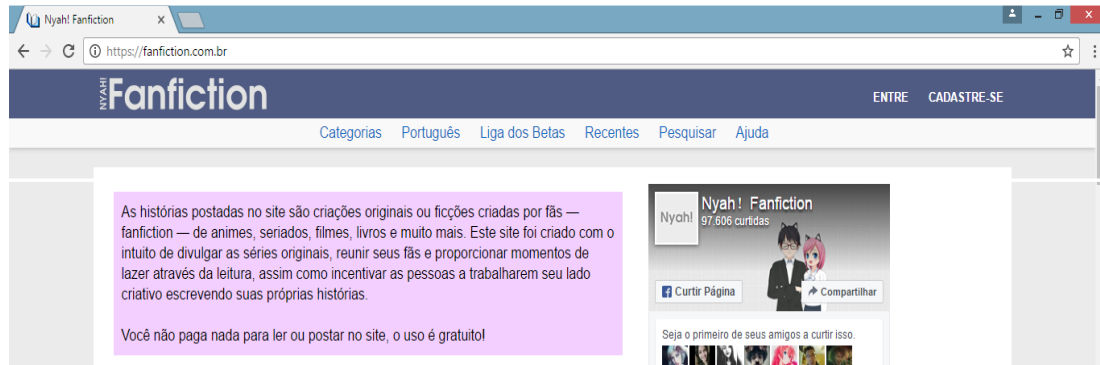 Nyah! Fanfiction
https://fanfiction.com.br
NYAH! Fanfiction
ENTRE CADASTRE-SE
Categorias Português Liga dos Betas Recentes Pesquisar Ajuda
As histórias postadas no site são criações originais ou ficções criadas por fãs —
fanfiction — de animes, seriados, filmes, livros e muito mais. Este site foi criado com o
intuito de divulgar as séries originais, reunir seus fãs e proporcionar momentos de
lazer através da leitura, assim como incentivar as pessoas a trabalharem seu lado
criativo escrevendo suas próprias histórias.
Você não paga nada para ler ou postar no site, o uso é gratuito!
Nyah!
Nyah! Fanfiction
97.606 curtidas
Curtir Página
Compartilhar
Seja o primeiro de seus amigos a curtir isso.